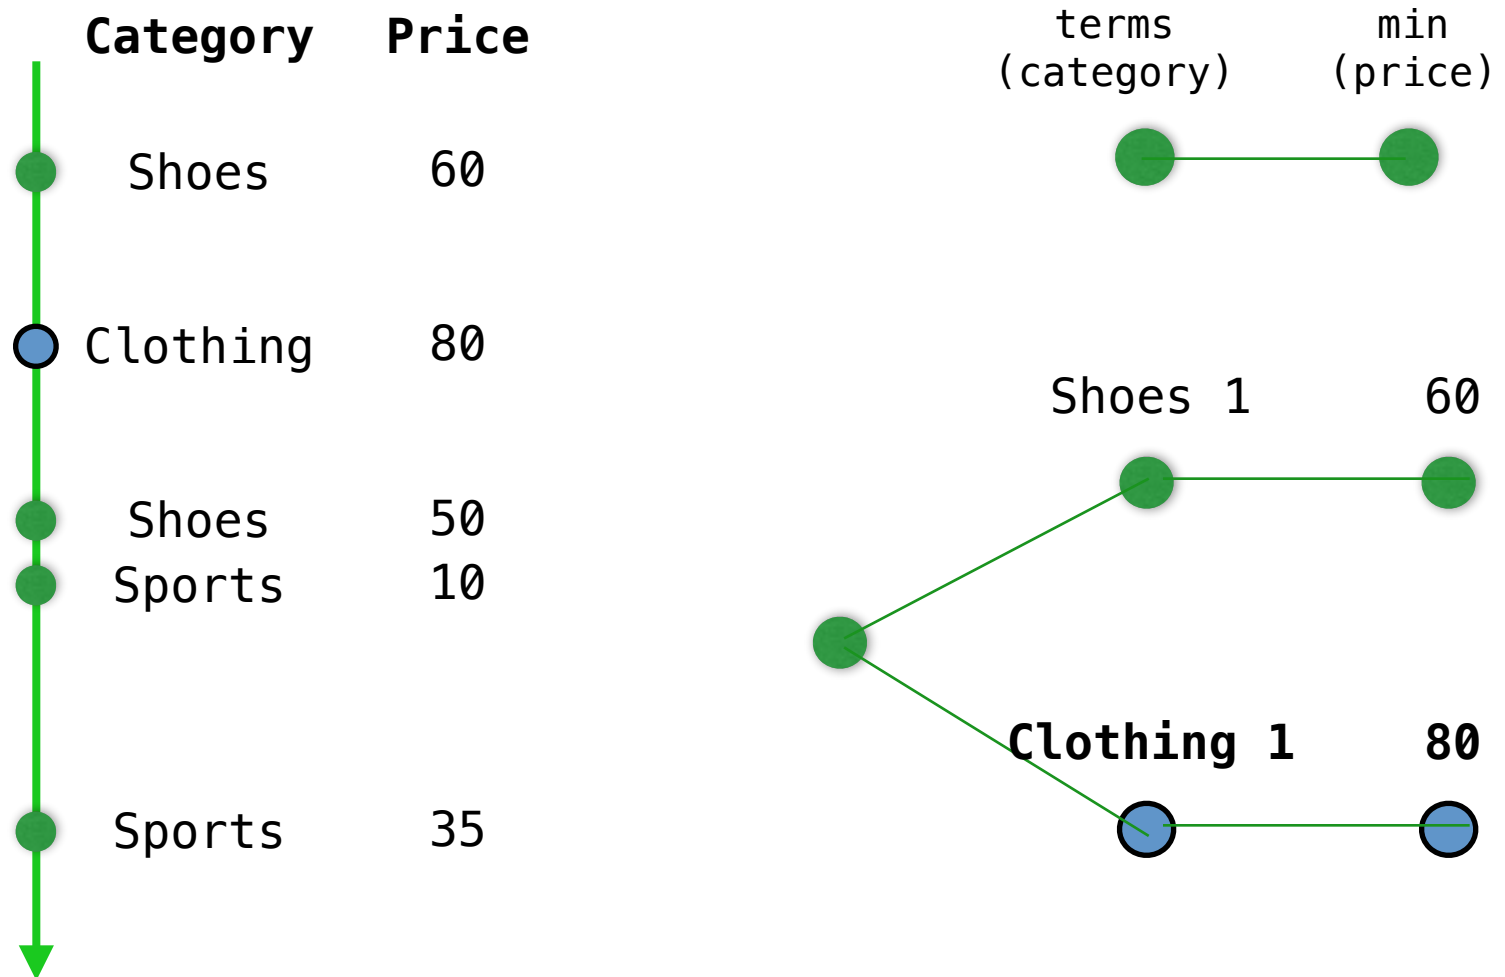 Category Price
Shoes 60
Clothing 80
Shoes 50
Sports 10
Sports 35
terms min
(category) (price)
Shoes 1 60
Clothing 1 80